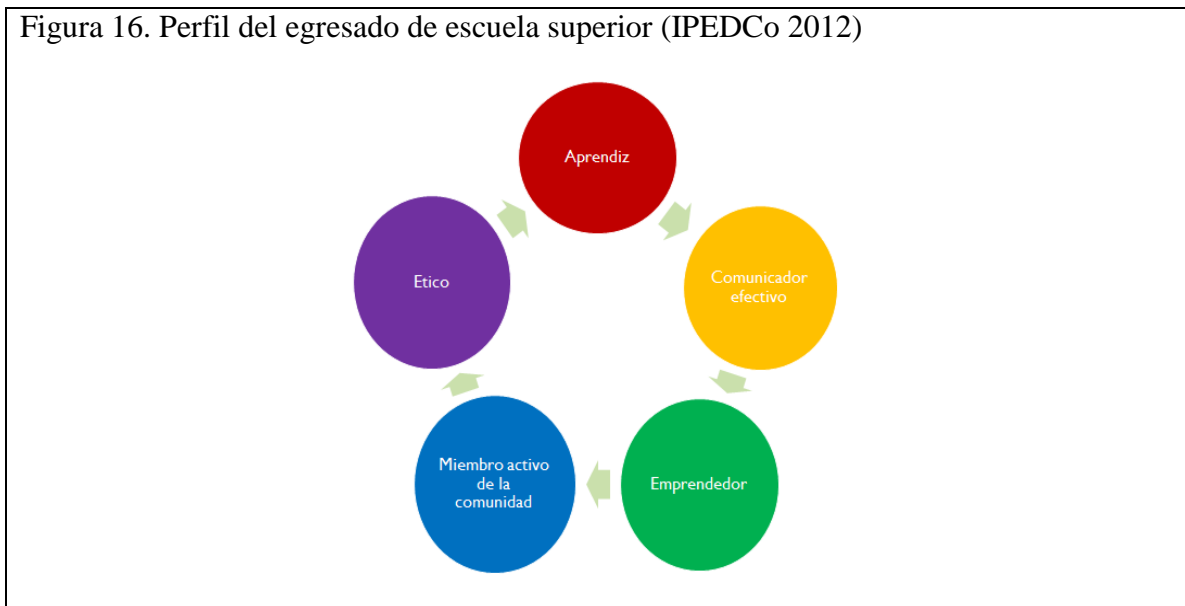 Figura 16. Perfil del egresado de escuela superior (IPEDCo 2012)
Aprendiz
Comunicador
efectivo
Emprendedor
Miembro activo
de la
comunidad
Etico